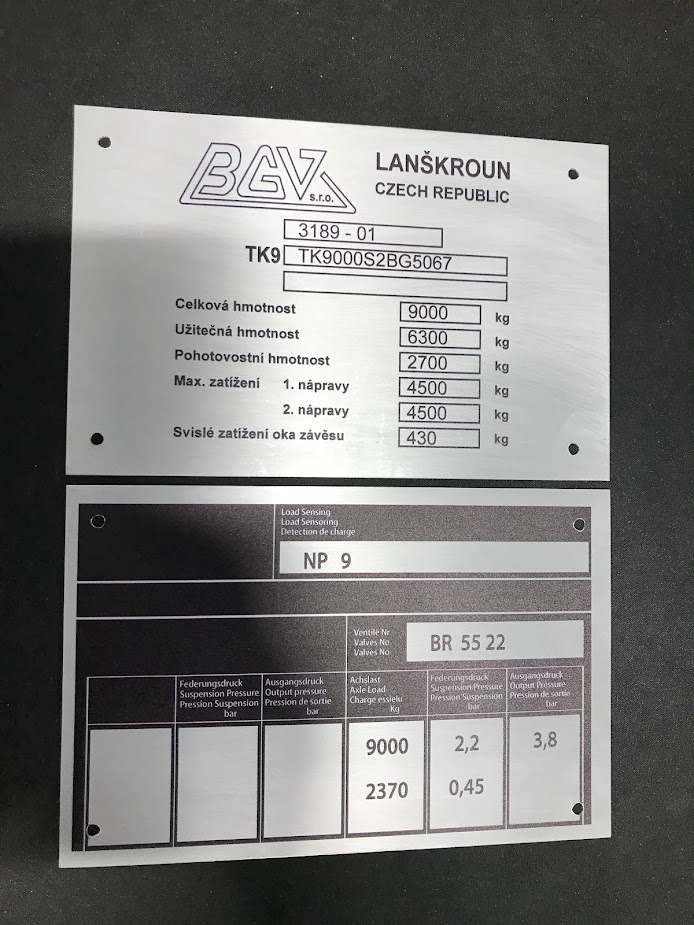 BGV s.r.o.
LANŠKROUN
CZECH REPUBLIC
3189 - 01
TK9 TK9000S2BG5067
Celková hmotnost 9000 kg
Užitečná hmotnost 6300 kg
Pohotovostní hmotnost 2700 kg
Max. zatížení 1. nápravy 4500 kg
2. nápravy 4500 kg
Svislé zatížení oka závěsu 430 kg
Load Sensing
Load Sensoring
Detection de charge
NP 9
Ventile Nr
Valves No
Valves No
BR 55 22
Federungsdruck
Suspension Pressure
Pression Suspension
bar
Ausgangsdruck
Output pressure
Pression de sortie
bar
Achslast
Axle Load
Charge essielu
Kg
Federungsdruck
Suspension Pressure
Pression Suspension
bar
Ausgangsdruck
Output Pressure
Pression de sortie
bar
9000 2,2 3,8
2370 0,45